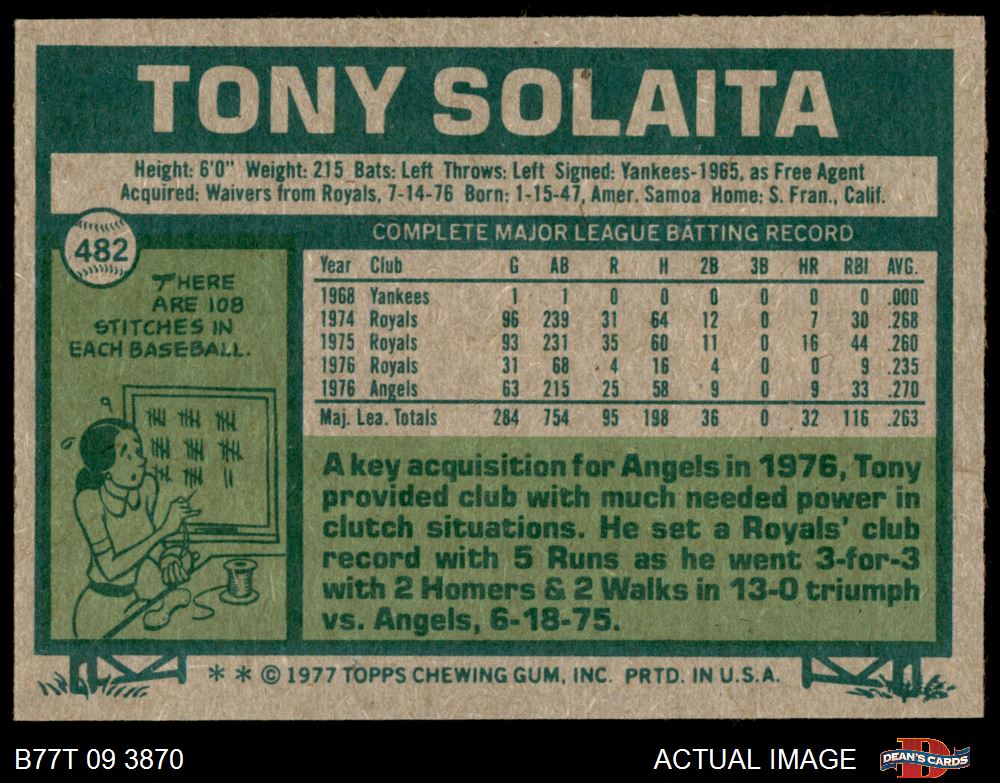 TONY SOLAITA
Height: 6'0" Weight: 215 Bats: Left Throws: Left Signed: Yankees-1965, as Free Agent
Acquired: Waivers from Royals, 7-14-76 Born: 1-15-47, Amer. Samoa Home: S. Fran., Calif.
482
THERE
ARE 108
STITCHES IN
EACH BASEBALL.
COMPLETE MAJOR LEAGUE BATTING RECORD
Year Club G AB R H 2B 3B HR RBI AVG.
1968 Yankees 1 1 0 0 0 0 0 0 .000
1974 Royals 96 239 31 64 12 0 7 30 .268
1975 Royals 93 231 35 60 11 0 16 44 .260
1976 Royals 31 68 4 16 4 0 0 9 .235
1976 Angels 63 215 25 58 9 0 9 33 .270
Maj. Lea. Totals 284 754 95 198 36 0 32 116 .263
A key acquisition for Angels in 1976, Tony
provided club with much needed power in
clutch situations. He set a Royals' club
record with 5 Runs as he went 3-for-3
with 2 Homers & 2 Walks in 13-0 triumph
vs. Angels, 6-18-75.
* * © 1977 TOPPS CHEWING GUM, INC. PRTD. IN U.S.A.
B77T 09 3870
ACTUAL IMAGE
DEAN'S CARDS